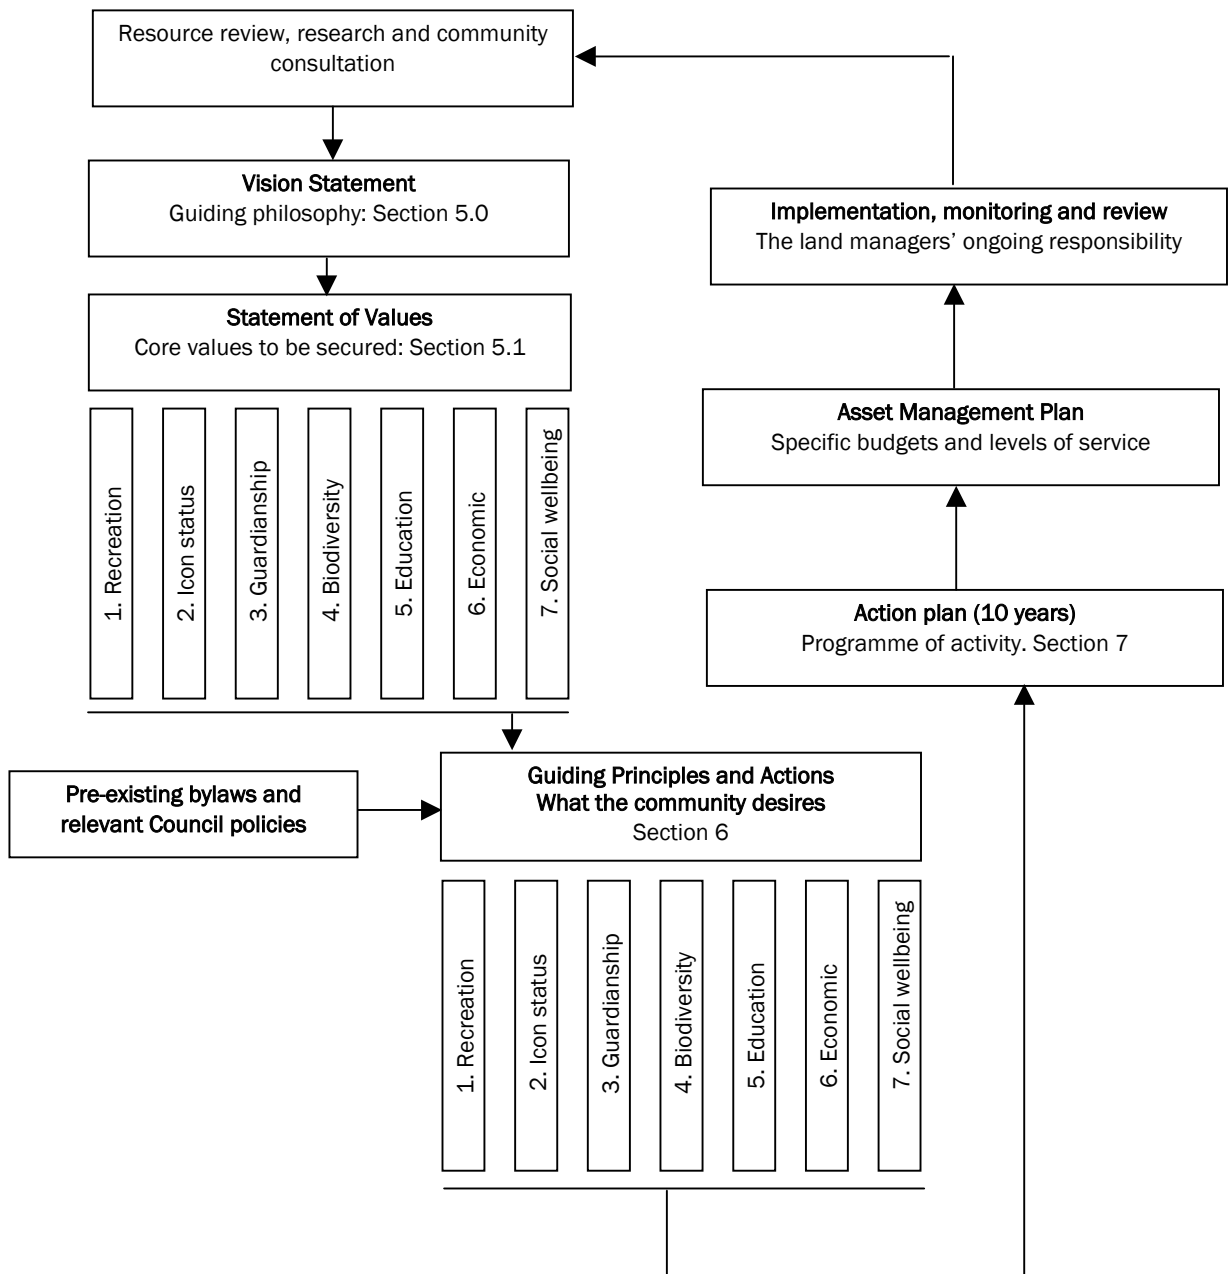 Resource review, research and community
consultation
Vision Statement
Guiding philosophy: Section 5.0
Statement of Values
Core values to be secured: Section 5.1
1. Recreation
2. Icon status
3. Guardianship
4. Biodiversity
5. Education
6. Economic
7. Social wellbeing
Pre-existing bylaws and
relevant Council policies
Guiding Principles and Actions
What the community desires
Section 6
1. Recreation
2. Icon status
3. Guardianship
4. Biodiversity
5. Education
6. Economic
7. Social wellbeing
Action plan (10 years)
Programme of activity. Section 7
Asset Management Plan
Specific budgets and levels of service
Implementation, monitoring and review
The land managers’ ongoing responsibility